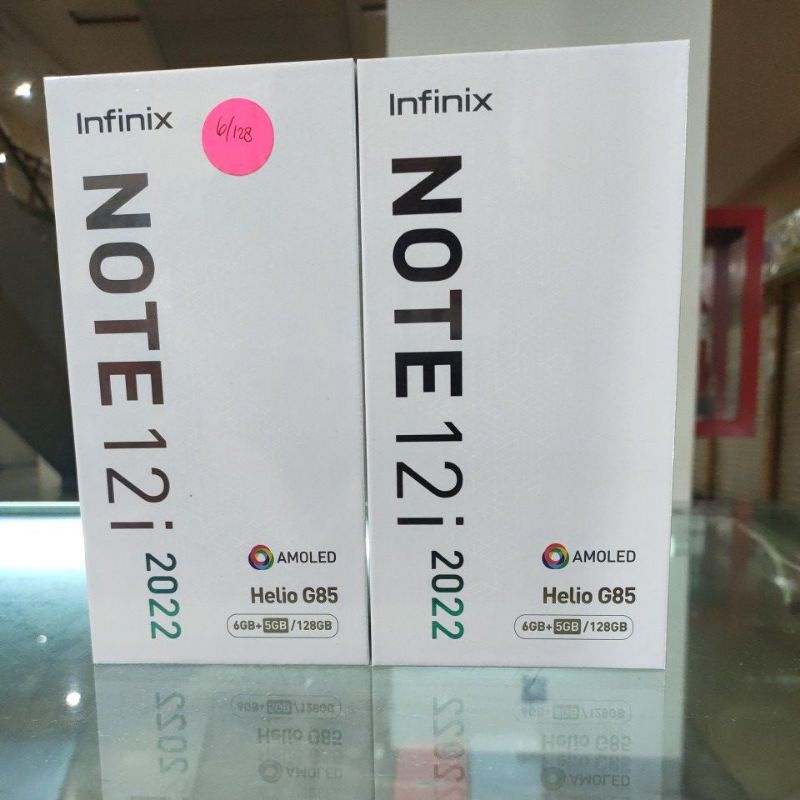 Infinix
6/128
NOTE 12i 2022
AMOLED
Helio G85
6GB+5GB/128GB
Infinix
NOTE 12i 2022
AMOLED
Helio G85
6GB+5GB/128GB